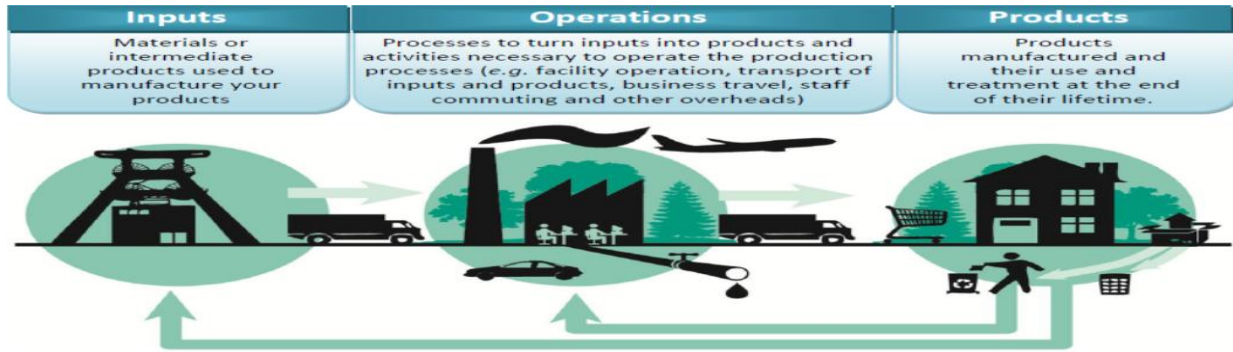 Inputs
Materials or
intermediate
products used to
manufacture your
products
Operations
Processes to turn inputs into products and
activities necessary to operate the production
processes (e.g. facility operation, transport of
inputs and products, business travel, staff
commuting and other overheads)
Products
Products
manufactured and
their use and
treatment at the end
of their lifetime.